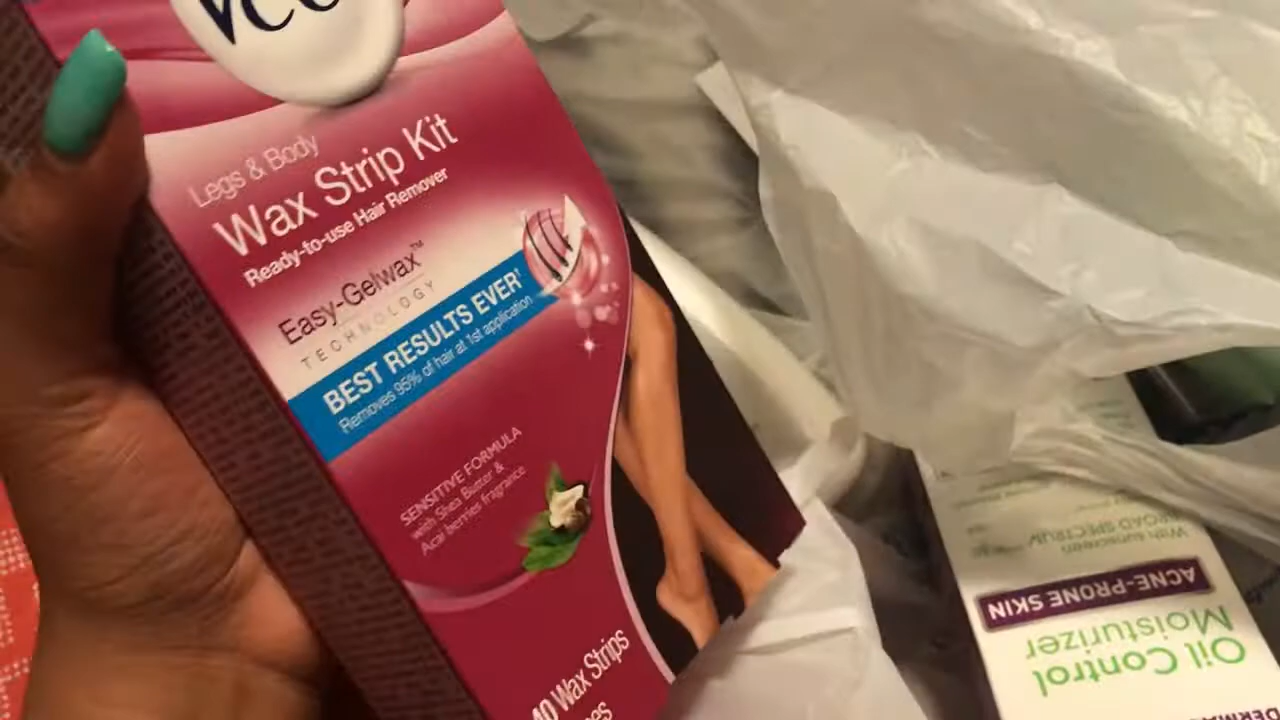 Legs & Body
Wax Strip Kit
Ready-to-use Hair Remover
Easy-Gelwax™
TECHNOLOGY
BEST RESULTS EVER†
Removes 95% of hair at 1st application
SENSITIVE FORMULA
with Shea Butter &
Acai berries fragrance
40 Wax Strips
Oil Control
Moisturizer
ACNE-PRONE SKIN
With sunscreen
BROAD SPECTRUM